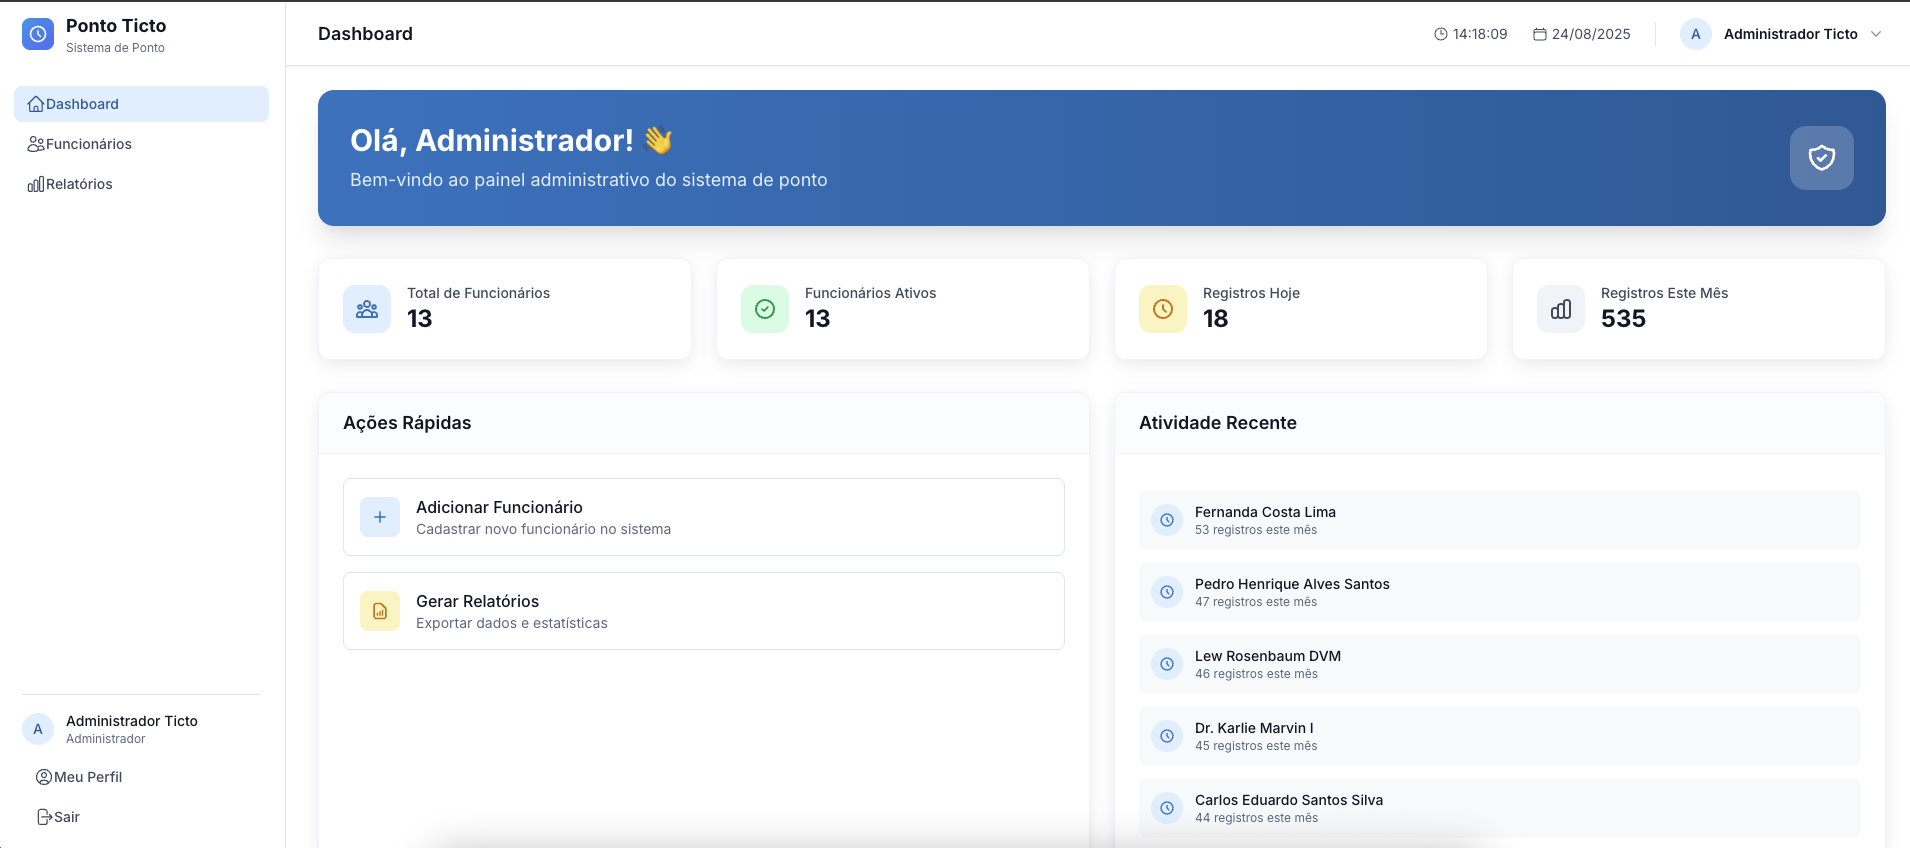 Ponto Ticto
Sistema de Ponto
Dashboard
Funcionários
Relatórios
Administrador Ticto
Administrador
Meu Perfil
Sair
Dashboard
14:18:09
24/08/2025
A
Administrador Ticto
Olá, Administrador! 👋
Bem-vindo ao painel administrativo do sistema de ponto
Total de Funcionários
13
Funcionários Ativos
13
Registros Hoje
18
Registros Este Mês
535
Ações Rápidas
Adicionar Funcionário
Cadastrar novo funcionário no sistema
Gerar Relatórios
Exportar dados e estatísticas
Atividade Recente
Fernanda Costa Lima
53 registros este mês
Pedro Henrique Alves Santos
47 registros este mês
Lew Rosenbaum DVM
46 registros este mês
Dr. Karlie Marvin I
45 registros este mês
Carlos Eduardo Santos Silva
44 registros este mês
A